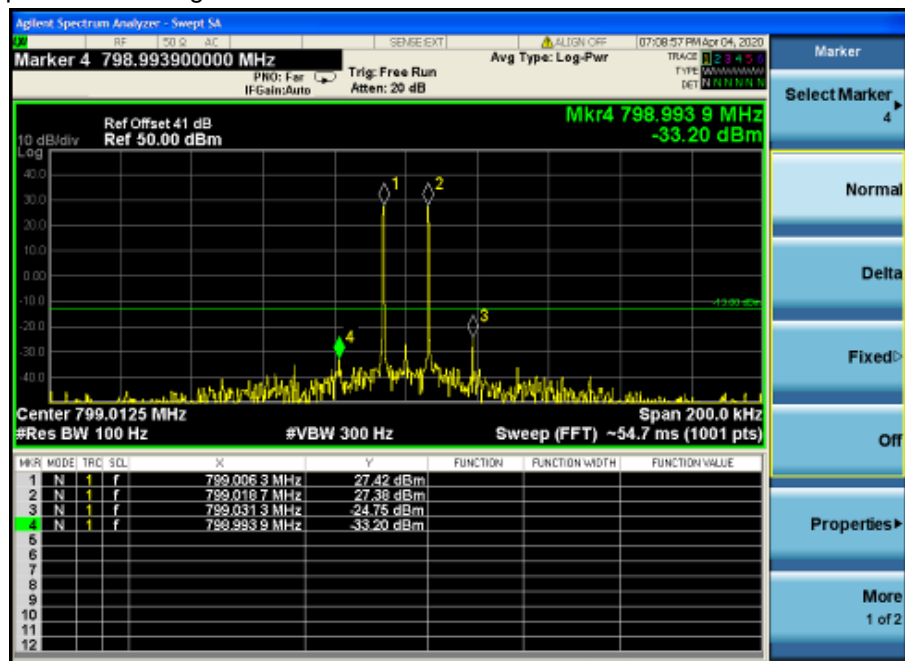 Agilent Spectrum Analyzer - Swept SA
RF 50 Ω AC SENSE:EXT ALIGN OFF 07:08:57 PM Apr 04, 2020
Marker 4 798.993900000 MHz
PNO: Far
IFGain:Auto
Trig: Free Run
Atten: 20 dB
Avg Type: Log-Pwr
TRACE 1 2 3 4 5 6
TYPE
DET N N N N N N
Mkr4 798.993 9 MHz
-33.20 dBm
Ref Offset 41 dB
10 dB/div Ref 50.00 dBm
Log
40.0
30.0
20.0
10.0
0.00
-10.0
-20.0
-30.0
-40.0
1
2
3
4
-13.00 dBm
Center 799.0125 MHz Span 200.0 kHz
#Res BW 100 Hz #VBW 300 Hz Sweep (FFT) ~54.7 ms (1001 pts)
MKR MODE TRC SCL X Y FUNCTION FUNCTION WIDTH FUNCTION VALUE
1 N 1 f 799.006 3 MHz 27.42 dBm
2 N 1 f 799.018 7 MHz 27.38 dBm
3 N 1 f 799.031 3 MHz -24.75 dBm
4 N 1 f 798.993 9 MHz -33.20 dBm
5
6
7
8
9
10
11
12
Marker
Select Marker
4
Normal
Delta
Fixed
Off
Properties
More
1 of 2